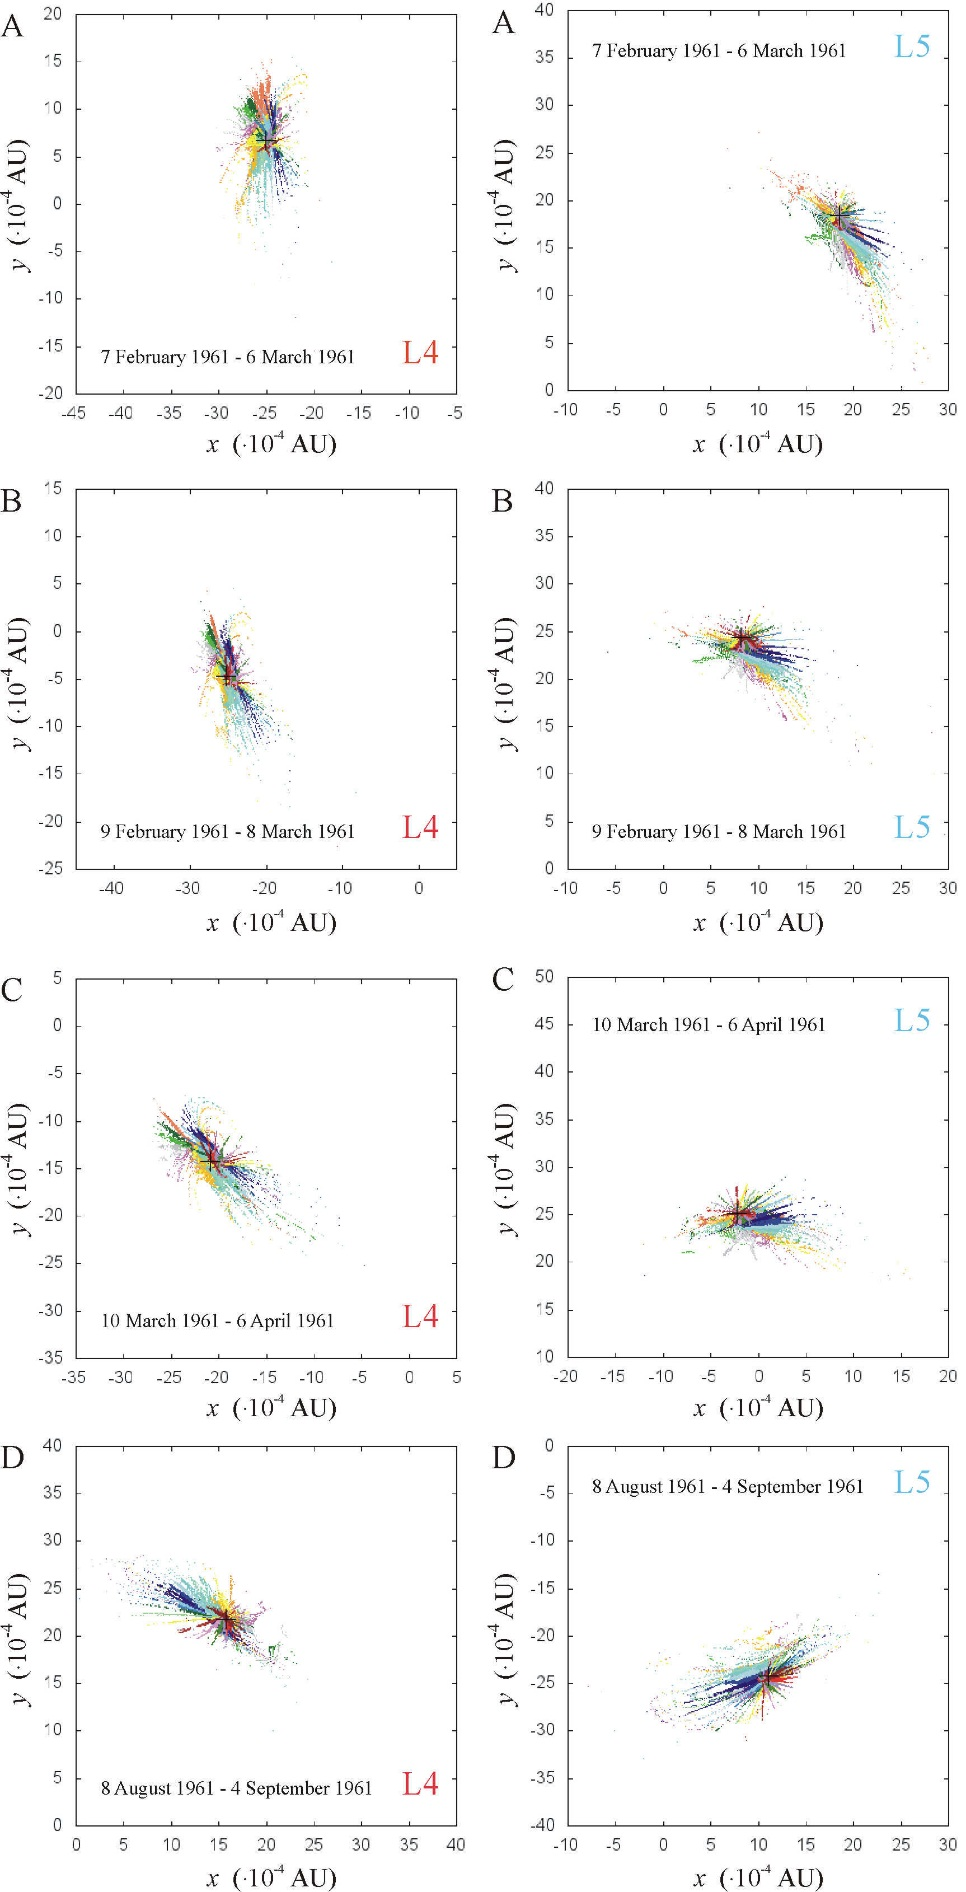 A
20
15
10
5
0
-5
-10
-15
-20
y (·10⁻⁴ AU)
7 February 1961 - 6 March 1961 L4
-45 -40 -35 -30 -25 -20 -15 -10 -5
x (·10⁻⁴ AU)
A
40
35
30
25
20
15
10
5
0
y (·10⁻⁴ AU)
7 February 1961 - 6 March 1961 L5
-10 -5 0 5 10 15 20 25 30
x (·10⁻⁴ AU)
B
15
10
5
0
-5
-10
-15
-20
-25
y (·10⁻⁴ AU)
9 February 1961 - 8 March 1961 L4
-40 -30 -20 -10 0
x (·10⁻⁴ AU)
B
40
35
30
25
20
15
10
5
0
y (·10⁻⁴ AU)
9 February 1961 - 8 March 1961 L5
-10 -5 0 5 10 15 20 25 30
x (·10⁻⁴ AU)
C
5
0
-5
-10
-15
-20
-25
-30
-35
y (·10⁻⁴ AU)
10 March 1961 - 6 April 1961 L4
-35 -30 -25 -20 -15 -10 -5 0 5
x (·10⁻⁴ AU)
C
50
45
40
35
30
25
20
15
10
y (·10⁻⁴ AU)
10 March 1961 - 6 April 1961 L5
-20 -15 -10 -5 0 5 10 15 20
x (·10⁻⁴ AU)
D
40
35
30
25
20
15
10
5
0
y (·10⁻⁴ AU)
8 August 1961 - 4 September 1961 L4
0 5 10 15 20 25 30 35 40
x (·10⁻⁴ AU)
D
0
-5
-10
-15
-20
-25
-30
-35
-40
y (·10⁻⁴ AU)
8 August 1961 - 4 September 1961 L5
-10 -5 0 5 10 15 20 25 30
x (·10⁻⁴ AU)